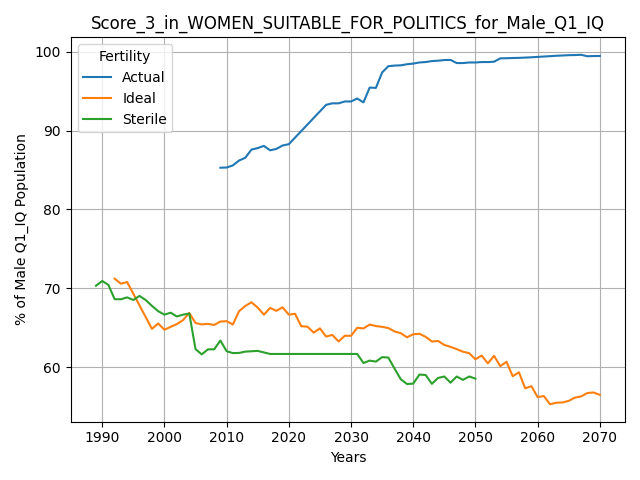 Score_3_in_WOMEN_SUITABLE_FOR_POLITICS_for_Male_Q1_IQ
Fertility
Actual
Ideal
Sterile
% of Male Q1_IQ Population
100
90
80
70
60
1990 2000 2010 2020 2030 2040 2050 2060 2070
Years